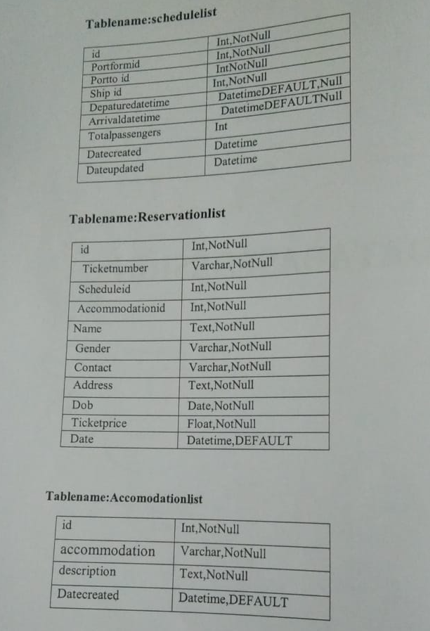 Tablename:schedulelist
id Int,NotNull
Portformid Int,NotNull
Portto id IntNotNull
Ship id Int,NotNull
Depaturedatetime DatetimeDEFAULT,Null
Arrivaldatetime DatetimeDEFAULTNull
Totalpassengers Int
Datecreated Datetime
Dateupdated Datetime
Tablename:Reservationlist
id Int,NotNull
Ticketnumber Varchar,NotNull
Scheduleid Int,NotNull
Accommodationid Int,NotNull
Name Text,NotNull
Gender Varchar,NotNull
Contact Varchar,NotNull
Address Text,NotNull
Dob Date,NotNull
Ticketprice Float,NotNull
Date Datetime,DEFAULT
Tablename:Accomodationlist
id Int,NotNull
accommodation Varchar,NotNull
description Text,NotNull
Datecreated Datetime,DEFAULT